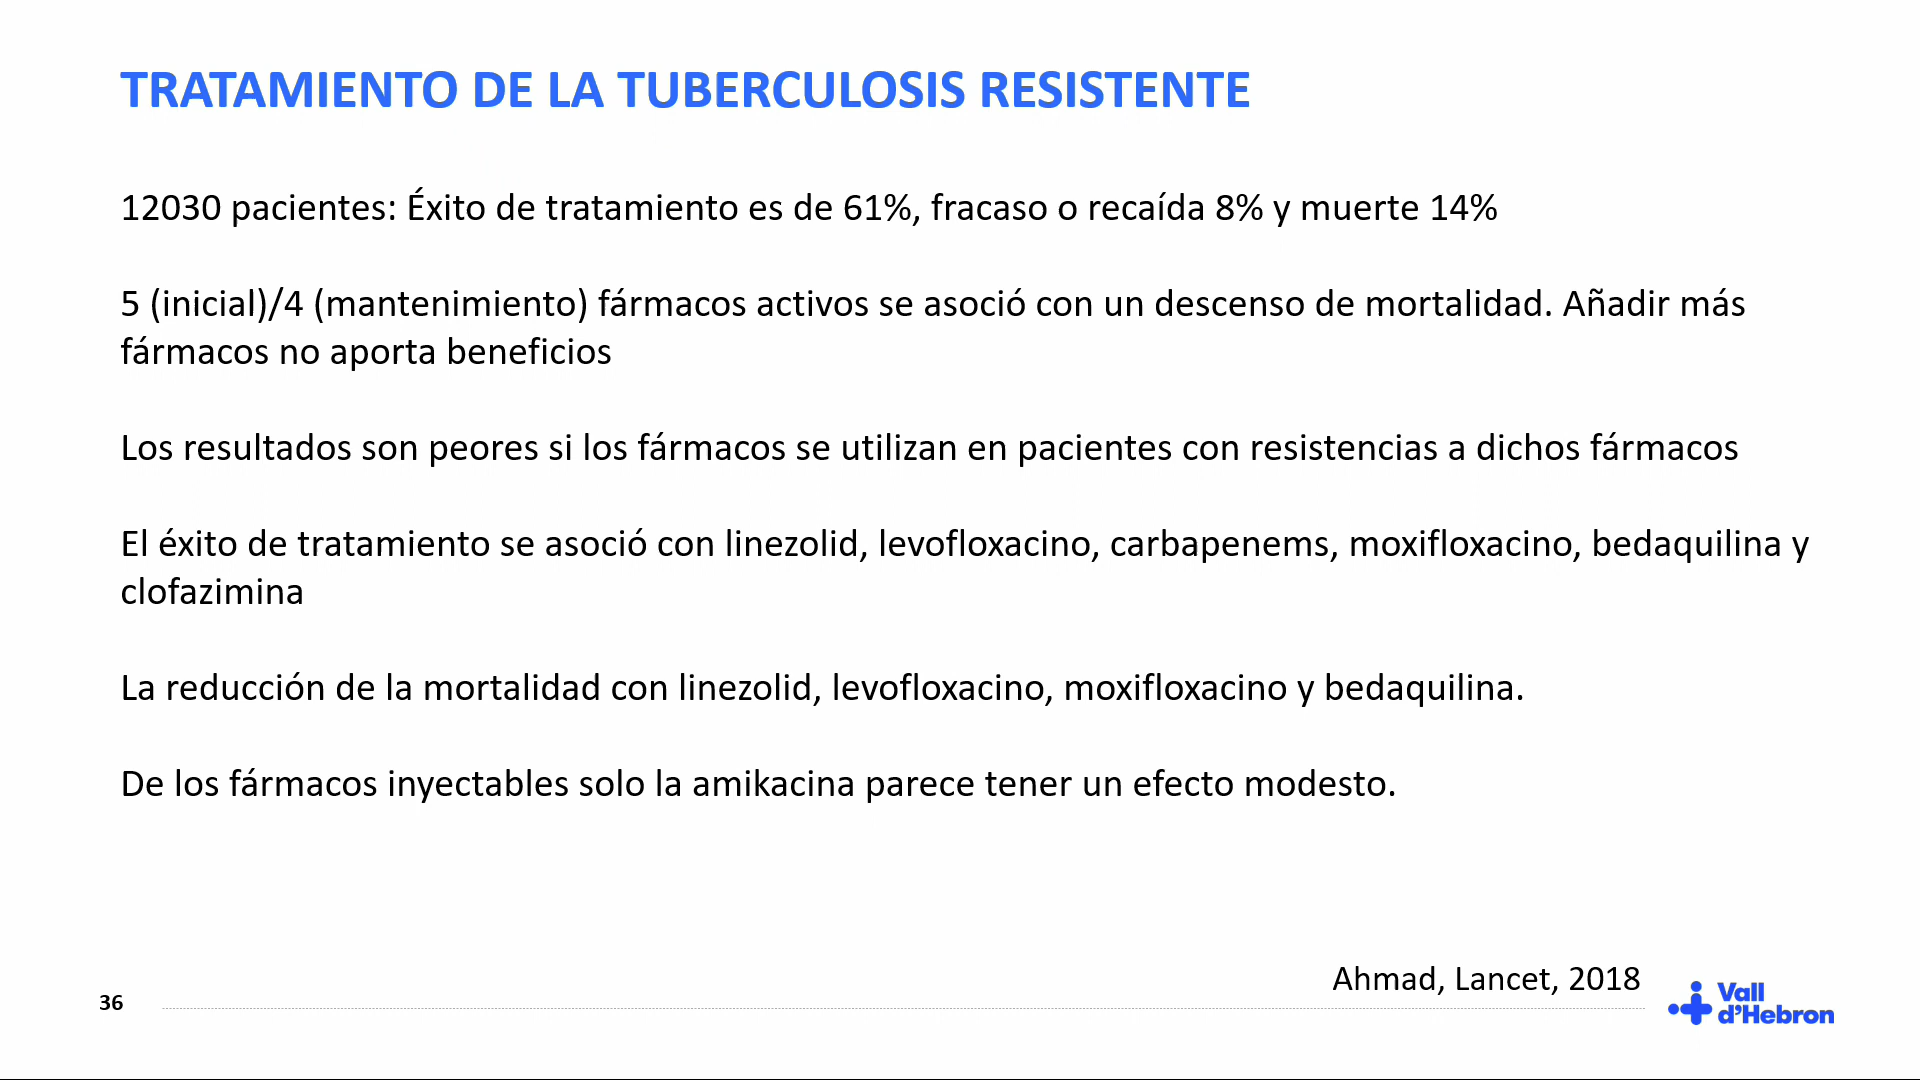 TRATAMIENTO DE LA TUBERCULOSIS RESISTENTE
12030 pacientes: Éxito de tratamiento es de 61%, fracaso o recaída 8% y muerte 14%
5 (inicial)/4 (mantenimiento) fármacos activos se asoció con un descenso de mortalidad. Añadir más
fármacos no aporta beneficios
Los resultados son peores si los fármacos se utilizan en pacientes con resistencias a dichos fármacos
El éxito de tratamiento se asoció con linezolid, levofloxacino, carbapenems, moxifloxacino, bedaquilina y
clofazimina
La reducción de la mortalidad con linezolid, levofloxacino, moxifloxacino y bedaquilina.
De los fármacos inyectables solo la amikacina parece tener un efecto modesto.
Ahmad, Lancet, 2018
36
Vall
d'Hebron